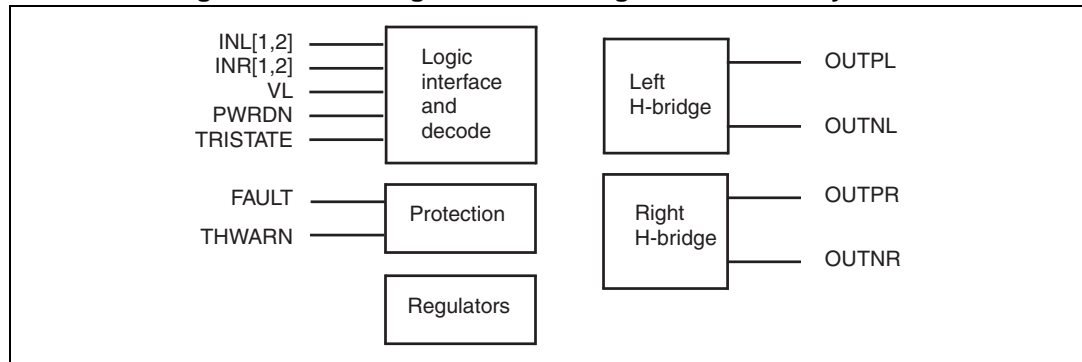 INL[1,2]
INR[1,2]
VL
PWRDN
TRISTATE
Logic
interface
and
decode
FAULT
THWARN
Protection
Regulators
Left
H-bridge
OUTPL
OUTNL
Right
H-bridge
OUTPR
OUTNR